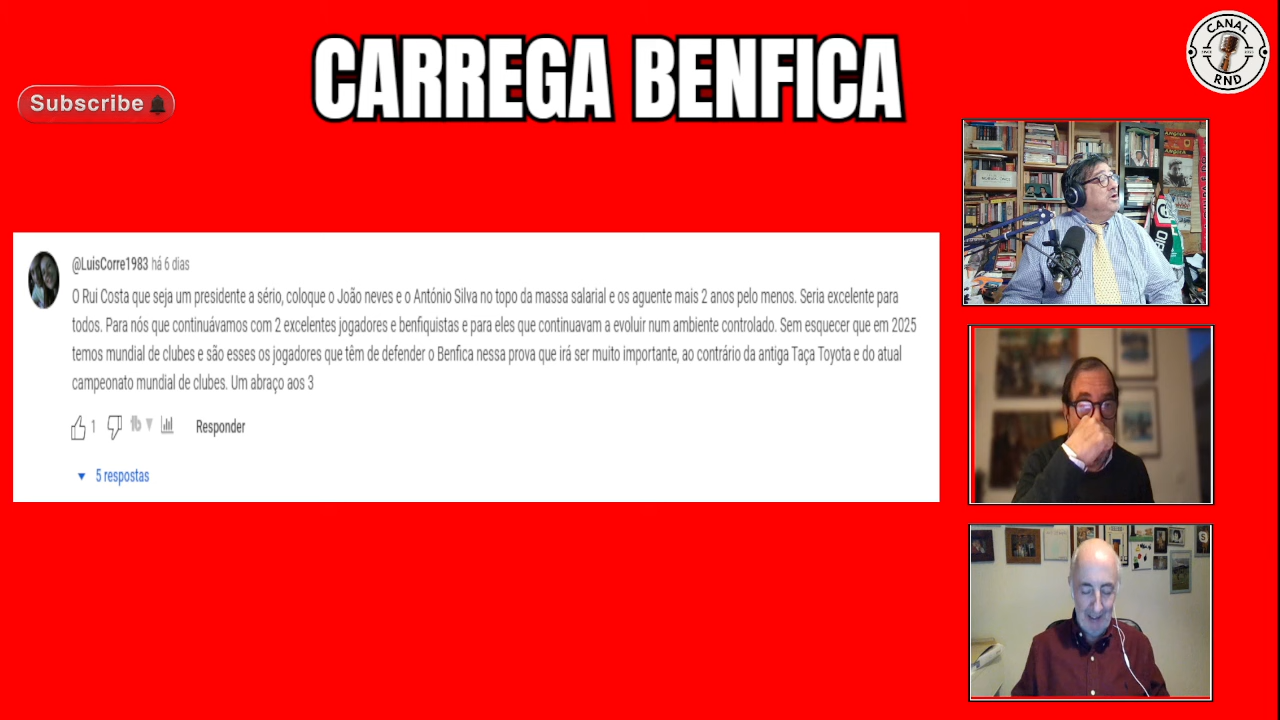 CARREGA BENFICA
CANAL
RND
Subscribe
@LuisCorre1983 há 6 dias
O Rui Costa que seja um presidente a sério, coloque o João neves e o António Silva no topo da massa salarial e os aguente mais 2 anos pelo menos. Seria excelente para
todos. Para nós que continuávamos com 2 excelentes jogadores e benfiquistas e para eles que continuavam a evoluir num ambiente controlado. Sem esquecer que em 2025
temos mundial de clubes e são esses os jogadores que têm de defender o Benfica nessa prova que irá ser muito importante, ao contrário da antiga Taça Toyota e do atual
campeonato mundial de clubes. Um abraço aos 3
1
Responder
5 respostas